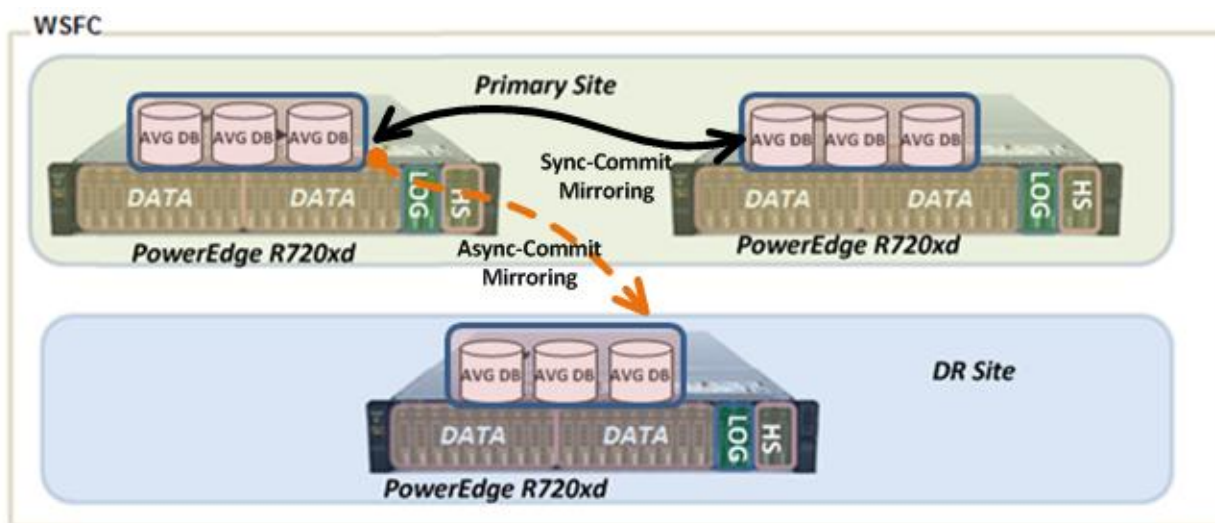 WSFC
Primary Site
AVG DB AVG DB AVG DB
AVG DB AVG DB AVG DB
Sync-Commit
Mirroring
DATA DATA LOG HS
DATA DATA LOG HS
PowerEdge R720xd
PowerEdge R720xd
Async-Commit
Mirroring
AVG DB AVG DB AVG DB
DR Site
DATA DATA LOG HS
PowerEdge R720xd